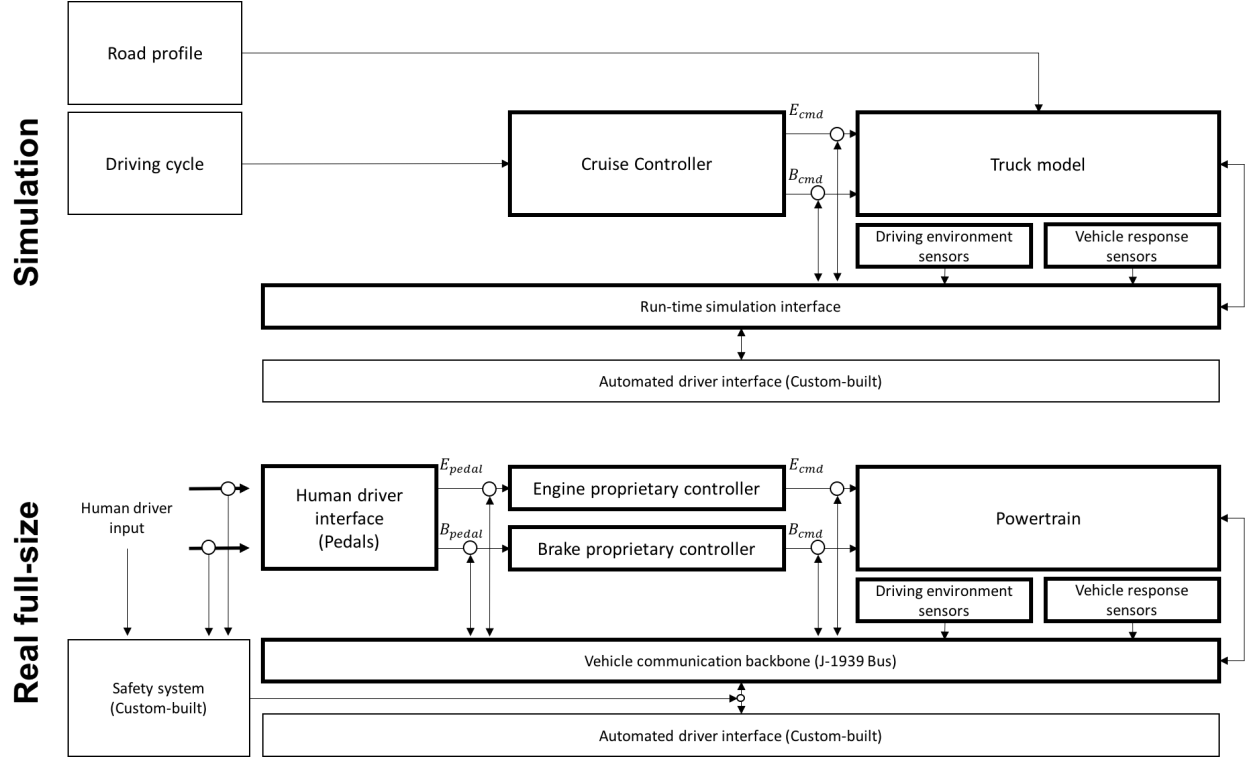 Simulation
Road profile
Driving cycle
Cruise Controller
E_cmd
B_cmd
Truck model
Driving environment
sensors
Vehicle response
sensors
Run-time simulation interface
Automated driver interface (Custom-built)
Real full-size
Human driver
input
Human driver
interface
(Pedals)
E_pedal
B_pedal
Engine proprietary controller
Brake proprietary controller
E_cmd
B_cmd
Powertrain
Driving environment
sensors
Vehicle response
sensors
Vehicle communication backbone (J-1939 Bus)
Safety system
(Custom-built)
Automated driver interface (Custom-built)